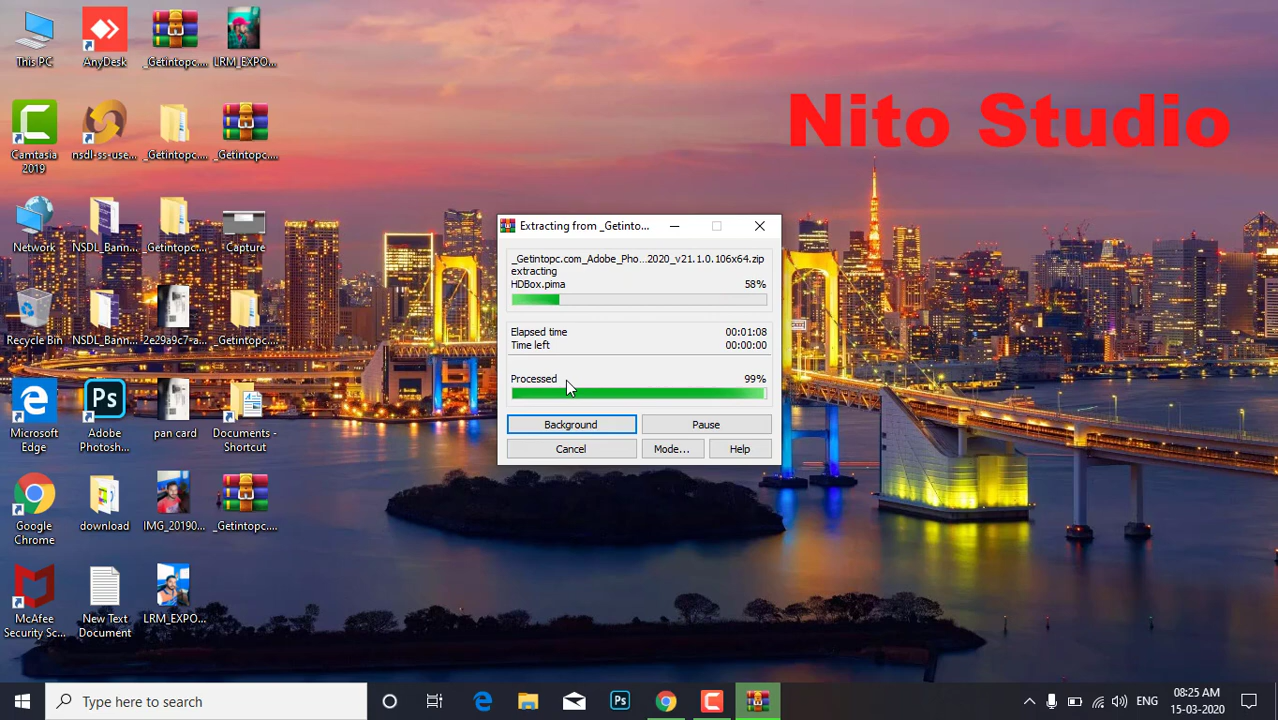 This PC
AnyDesk
_Getintopc....
LRM_EXPO...
Nito Studio
Camtasia
2019
nsdl-ss-use...
_Getintopc....
_Getintopc....
Network
NSDL_Bann...
_Getintopc....
Capture
Recycle Bin
NSDL_Bann...
2e29a9c7-a...
_Getintopc....
Microsoft
Edge
Ps
Adobe
Photosh...
pan card
Documents -
Shortcut
Google
Chrome
download
IMG_20190...
_Getintopc....
McAfee
Security Sc...
New Text
Document
LRM_EXPO...
Extracting from _Getinto...
_Getintopc.com_Adobe_Pho...2020_v21.1.0.106x64.zip
extracting
HDBox.pima 58%
Elapsed time 00:01:08
Time left 00:00:00
Processed 99%
Background Pause
Cancel Mode... Help
Type here to search
Ps
ENG
08:25 AM
15-03-2020